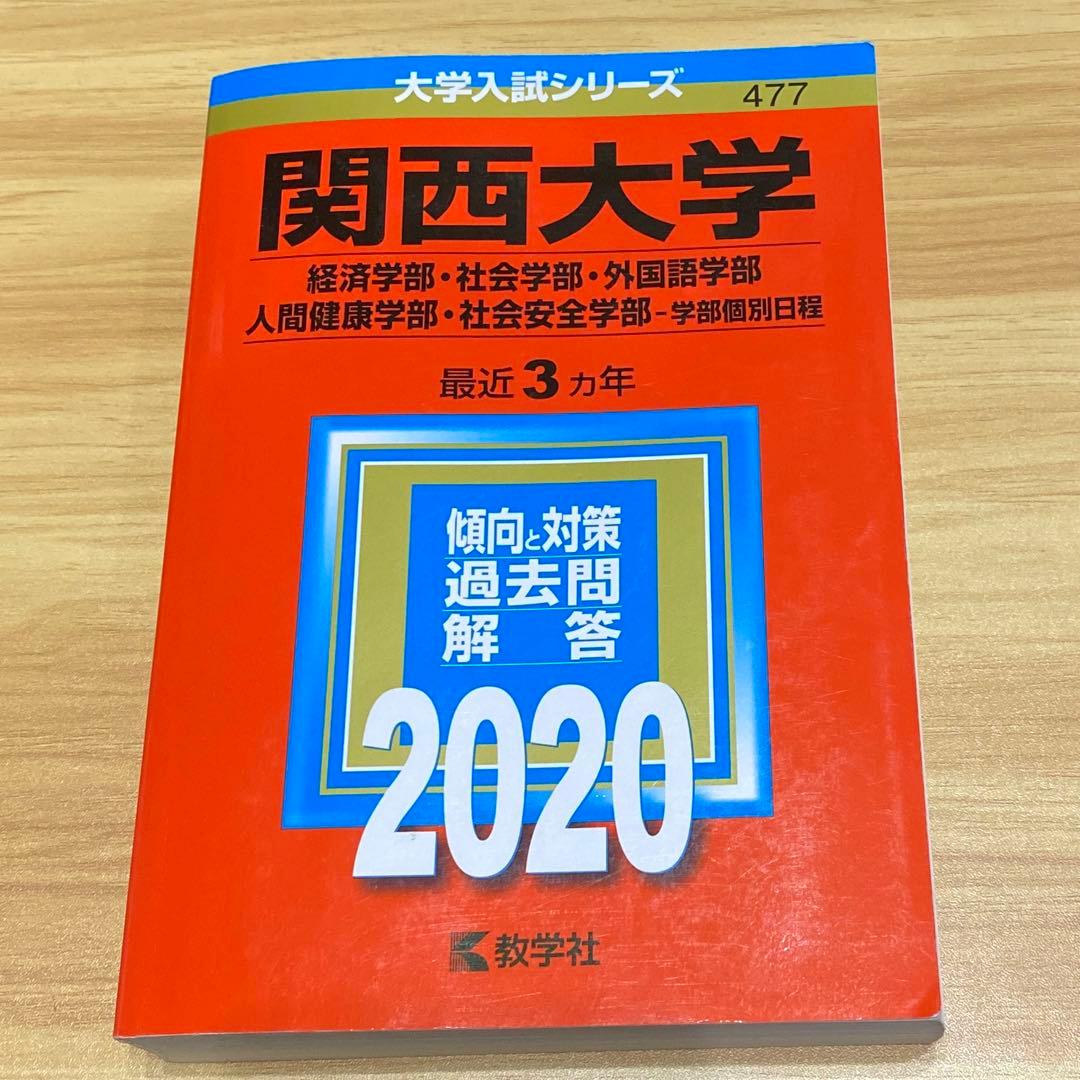 大学入試シリーズ
477
関西大学
経済学部・社会学部・外国語学部
人間健康学部・社会安全学部－学部個別日程
最近3ヵ年
傾向と対策
過去問
解答
2020
教学社